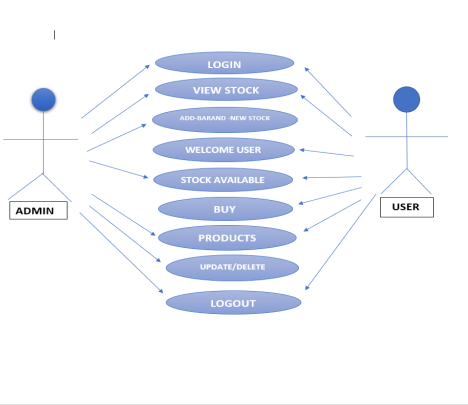 LOGIN
VIEW STOCK
ADD-BARAND -NEW STOCK
WELCOME USER
STOCK AVAILABLE
BUY
PRODUCTS
UPDATE/DELETE
LOGOUT
ADMIN
USER